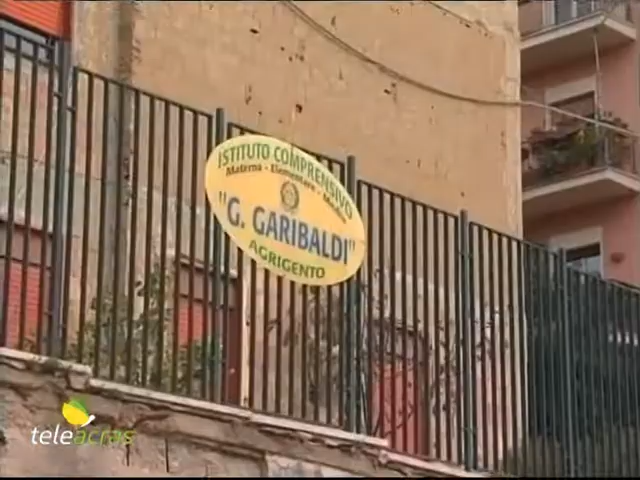 ISTITUTO COMPRENSIVO
Materna - Elementare - Media
"G. GARIBALDI"
AGRIGENTO
teleacras